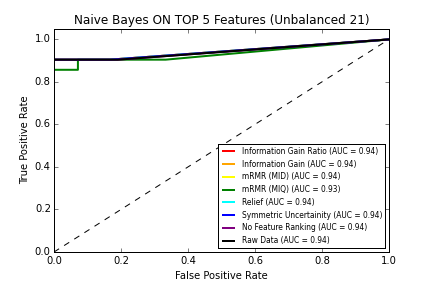 Naive Bayes ON TOP 5 Features (Unbalanced 21)
1.0
0.8
0.6
0.4
0.2
0.0
True Positive Rate
Information Gain Ratio (AUC = 0.94)
Information Gain (AUC = 0.94)
mRMR (MID) (AUC = 0.94)
mRMR (MIQ) (AUC = 0.93)
Relief (AUC = 0.94)
Symmetric Uncertainity (AUC = 0.94)
No Feature Ranking (AUC = 0.94)
Raw Data (AUC = 0.94)
0.0 0.2 0.4 0.6 0.8 1.0
False Positive Rate